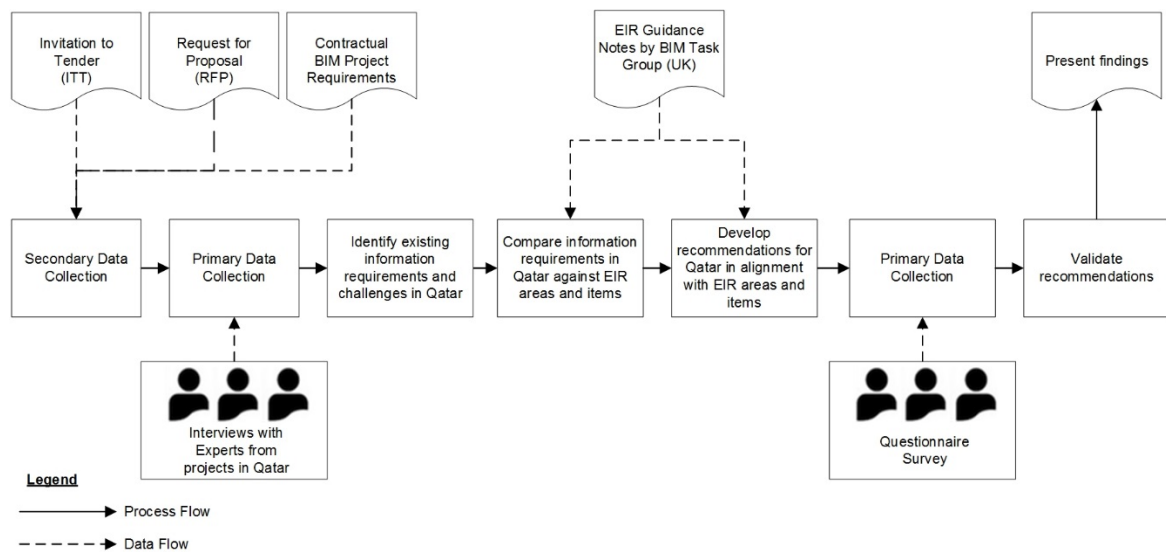 Invitation to
Tender
(ITT)
Request for
Proposal
(RFP)
Contractual
BIM Project
Requirements
EIR Guidance
Notes by BIM Task
Group (UK)
Present findings
Secondary Data
Collection
Primary Data
Collection
Identify existing
information
requirements and
challenges in Qatar
Compare information
requirements in
Qatar against EIR
areas and items
Develop
recommendations for
Qatar in alignment
with EIR areas and
items
Primary Data
Collection
Validate
recommendations
Interviews with
Experts from
projects in Qatar
Questionnaire
Survey
Legend
Process Flow
Data Flow